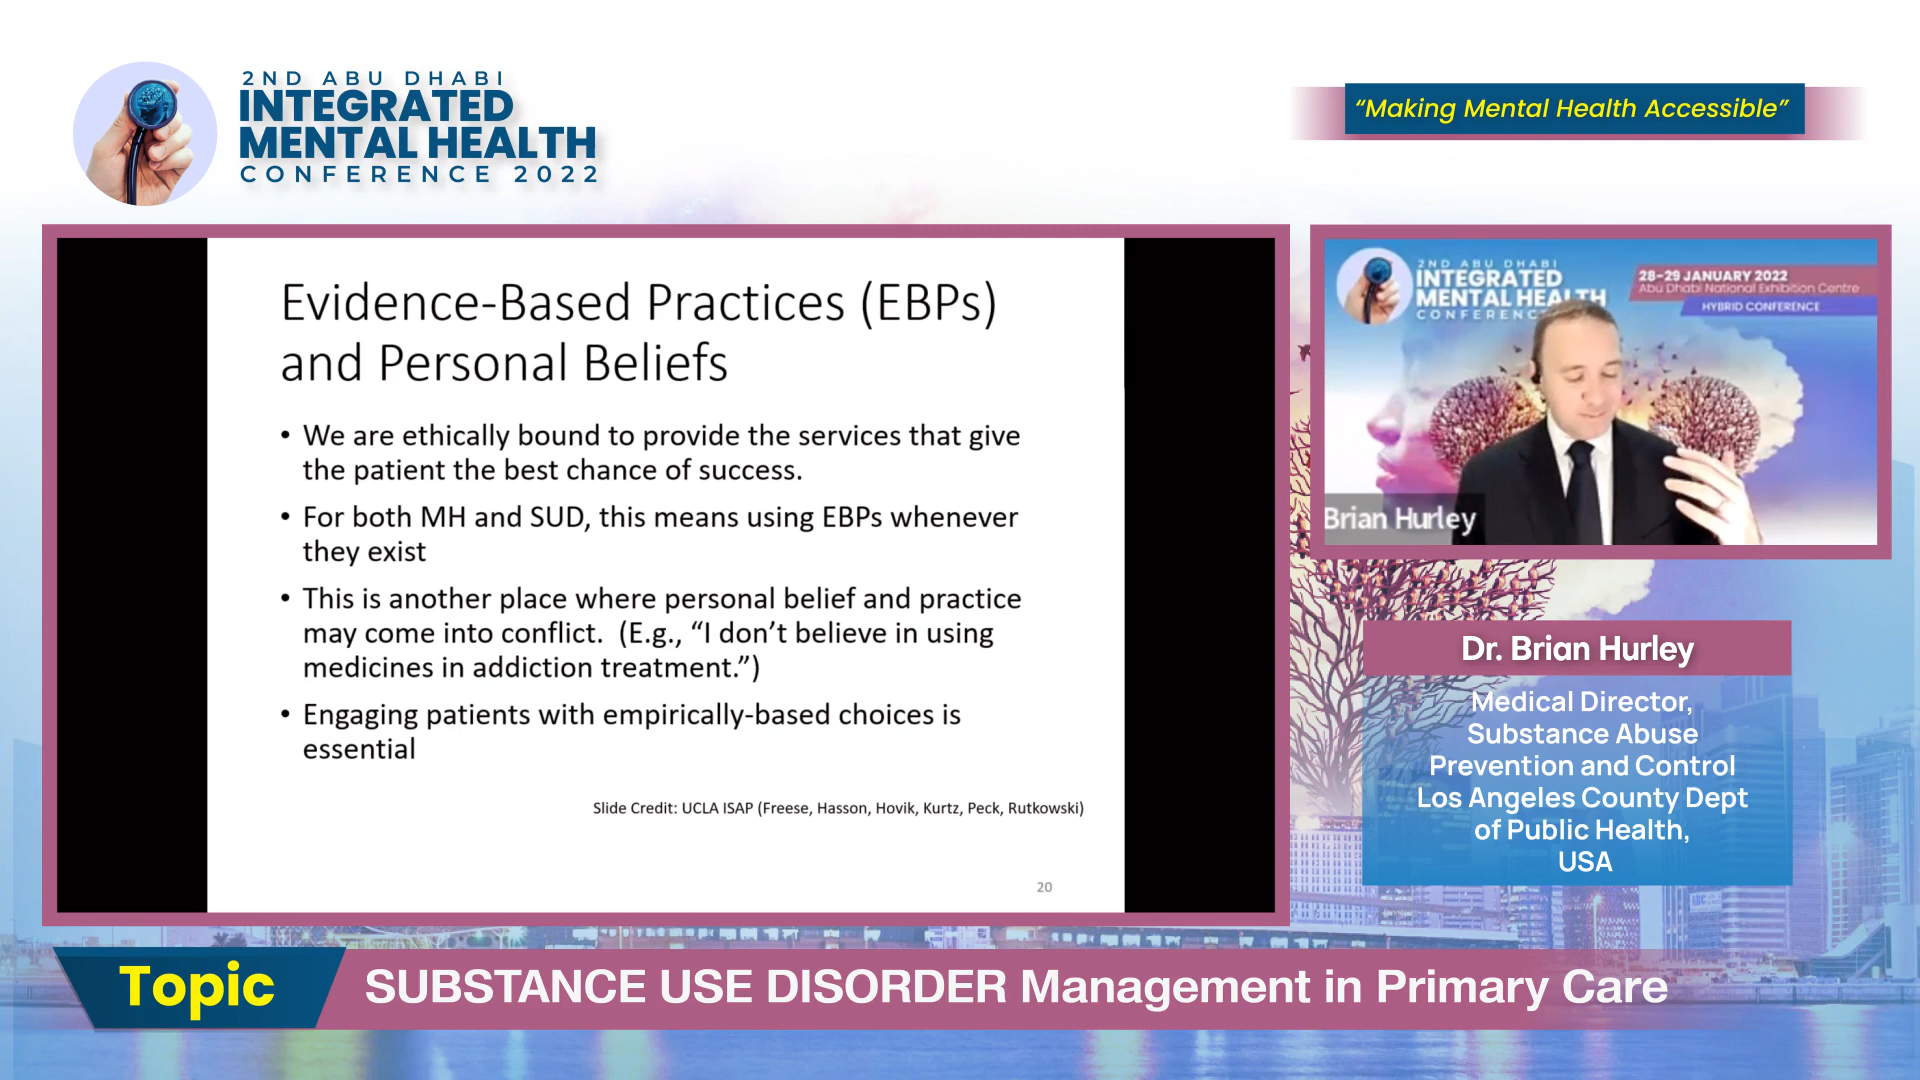 2ND ABU DHABI
INTEGRATED
MENTAL HEALTH
CONFERENCE 2022
“Making Mental Health Accessible”
Evidence-Based Practices (EBPs)
and Personal Beliefs
• We are ethically bound to provide the services that give
the patient the best chance of success.
• For both MH and SUD, this means using EBPs whenever
they exist
• This is another place where personal belief and practice
may come into conflict. (E.g., “I don’t believe in using
medicines in addiction treatment.”)
• Engaging patients with empirically-based choices is
essential
Slide Credit: UCLA ISAP (Freese, Hasson, Hovik, Kurtz, Peck, Rutkowski)
20
2ND ABU DHABI
INTEGRATED
MENTAL HEALTH
CONFERENC
28-29 JANUARY 2022
Abu Dhabi National Exhibition Centre
HYBRID CONFERENCE
Brian Hurley
Dr. Brian Hurley
Medical Director,
Substance Abuse
Prevention and Control
Los Angeles County Dept
of Public Health,
USA
Topic
SUBSTANCE USE DISORDER Management in Primary Care